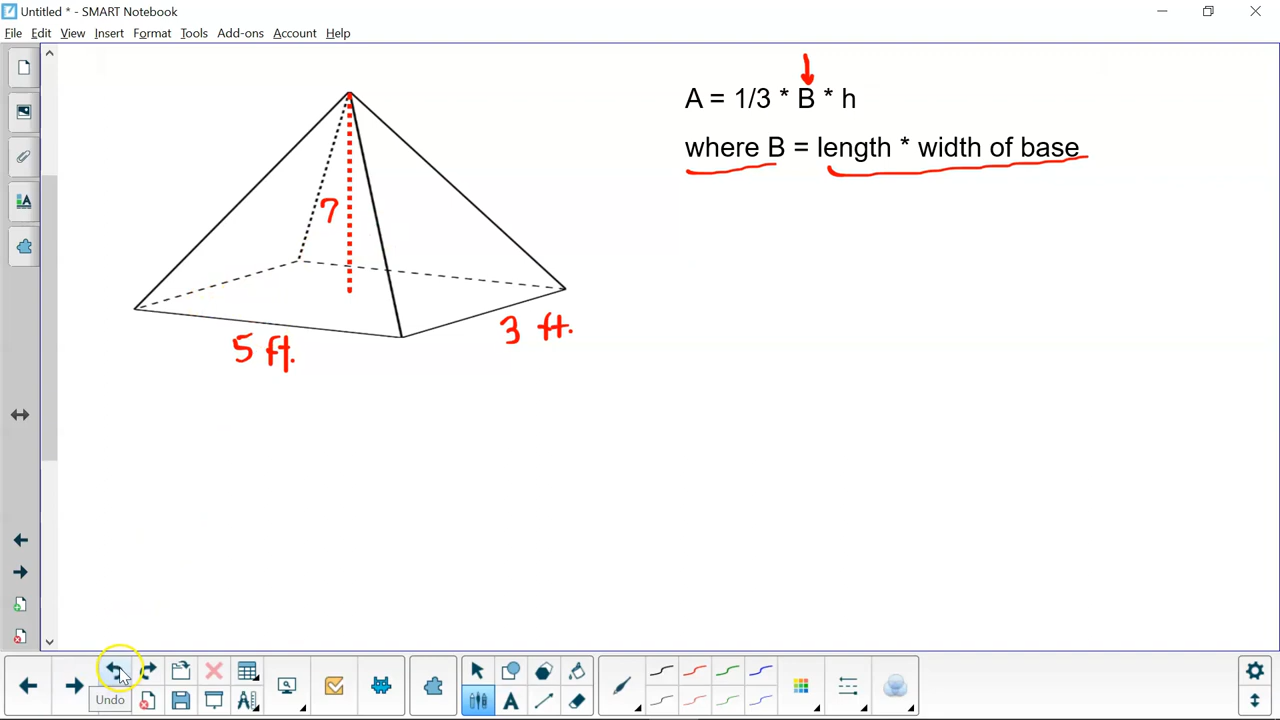 Untitled * - SMART Notebook
File Edit View Insert Format Tools Add-ons Account Help
A = 1/3 * B * h
where B = length * width of base
7
3 ft.
5 ft.
Undo